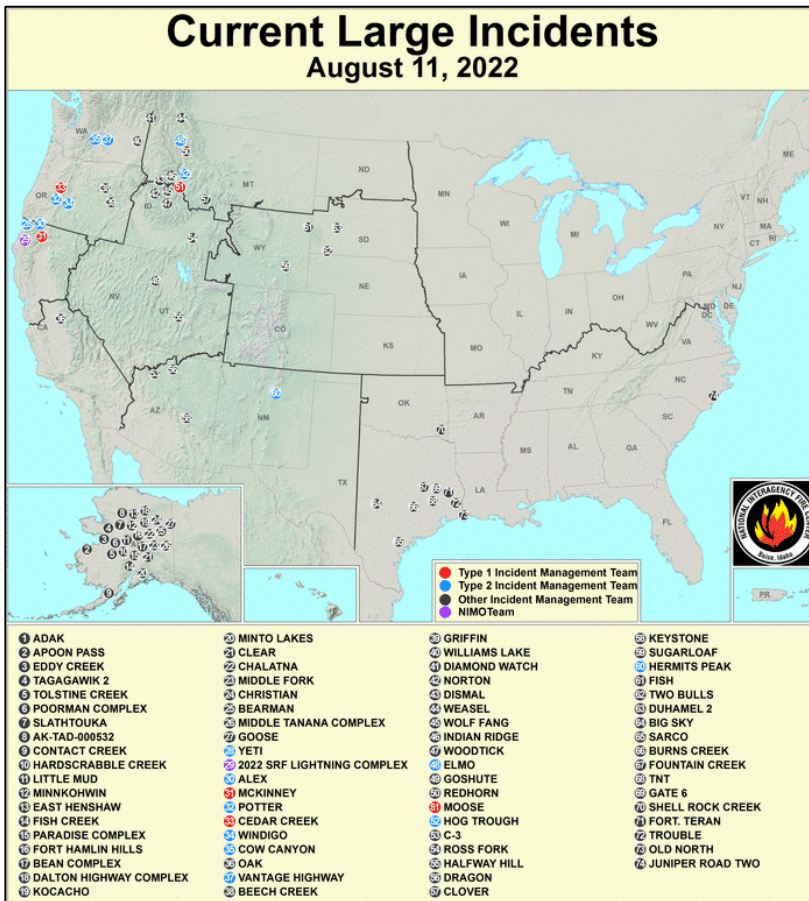 Current Large Incidents
August 11, 2022
WA
OR
CA
NV
ID
MT
WY
UT
AZ
CO
NM
ND
SD
NE
KS
OK
TX
MN
IA
MO
AR
LA
WI
IL
MI
IN
OH
KY
TN
MS
AL
GA
FL
SC
NC
VA
WV
PA
NY
VT
NH
ME
MA
CT
RI
NJ
DE
MD
DC
PR
NATIONAL INTERAGENCY FIRE CENTER
Boise, Idaho
Type 1 Incident Management Team
Type 2 Incident Management Team
Other Incident Management Team
NIMOTeam
1 ADAK
2 APOON PASS
3 EDDY CREEK
4 TAGAGAWIK 2
5 TOLSTINE CREEK
6 POORMAN COMPLEX
7 SLATHTOUKA
8 AK-TAD-000532
9 CONTACT CREEK
10 HARDSCRABBLE CREEK
11 LITTLE MUD
12 MINNKOHWIN
13 EAST HENSHAW
14 FISH CREEK
15 PARADISE COMPLEX
16 FORT HAMLIN HILLS
17 BEAN COMPLEX
18 DALTON HIGHWAY COMPLEX
19 KOCACHO
20 MINTO LAKES
21 CLEAR
22 CHALATNA
23 MIDDLE FORK
24 CHRISTIAN
25 BEARMAN
26 MIDDLE TANANA COMPLEX
27 GOOSE
28 YETI
29 2022 SRF LIGHTNING COMPLEX
30 ALEX
31 MCKINNEY
32 POTTER
33 CEDAR CREEK
34 WINDIGO
35 COW CANYON
36 OAK
37 VANTAGE HIGHWAY
38 BEECH CREEK
39 GRIFFIN
40 WILLIAMS LAKE
41 DIAMOND WATCH
42 NORTON
43 DISMAL
44 WEASEL
45 WOLF FANG
46 INDIAN RIDGE
47 WOODTICK
48 ELMO
49 GOSHUTE
50 REDHORN
51 MOOSE
52 HOG TROUGH
53 C-3
54 ROSS FORK
55 HALFWAY HILL
56 DRAGON
57 CLOVER
58 KEYSTONE
59 SUGARLOAF
60 HERMITS PEAK
61 FISH
62 TWO BULLS
63 DUHAMEL 2
64 BIG SKY
65 SARCO
66 BURNS CREEK
67 FOUNTAIN CREEK
68 TNT
69 GATE 6
70 SHELL ROCK CREEK
71 FORT. TERAN
72 TROUBLE
73 OLD NORTH
74 JUNIPER ROAD TWO